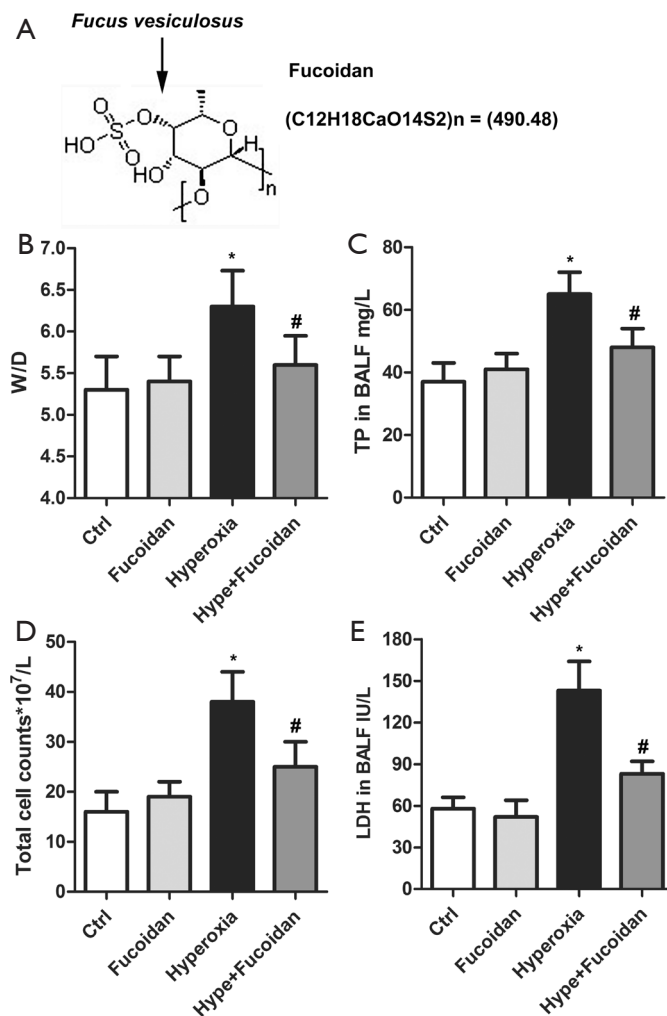 A
Fucus vesiculosus
Fucoidan
(C12H18CaO14S2)n = (490.48)
O
O
S
HO
O
O
H
HO
O
n
B
7.0
6.5
6.0
5.5
5.0
4.5
4.0
W/D
*
#
Ctrl
Fucoidan
Hyperoxia
Hype+Fucoidan
C
80
60
40
20
0
TP in BALF mg/L
*
#
Ctrl
Fucoidan
Hyperoxia
Hype+Fucoidan
D
50
40
30
20
10
0
Total cell counts*10⁷/L
*
#
Ctrl
Fucoidan
Hyperoxia
Hype+Fucoidan
E
180
150
120
90
60
30
0
LDH in BALF IU/L
*
#
Ctrl
Fucoidan
Hyperoxia
Hype+Fucoidan